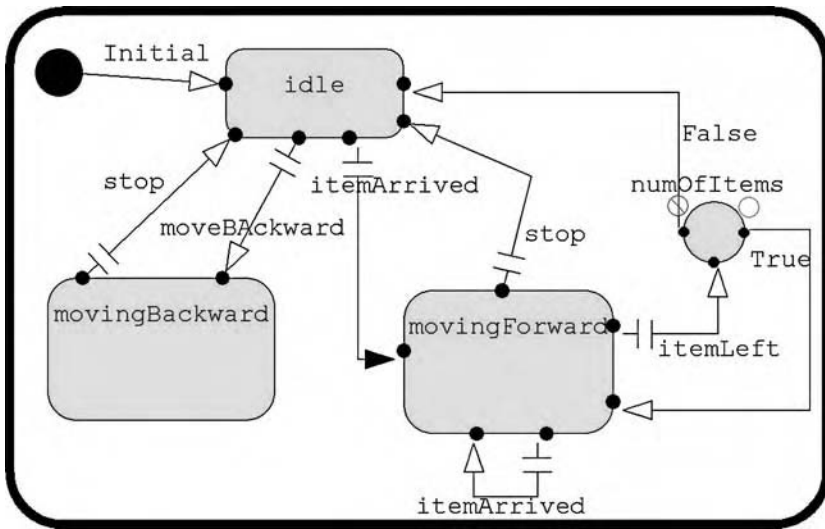 Initial
idle
False
stop
itemArrived
numOfItems
moveBAckward
stop
True
movingBackward
movingForward
itemLeft
itemArrived